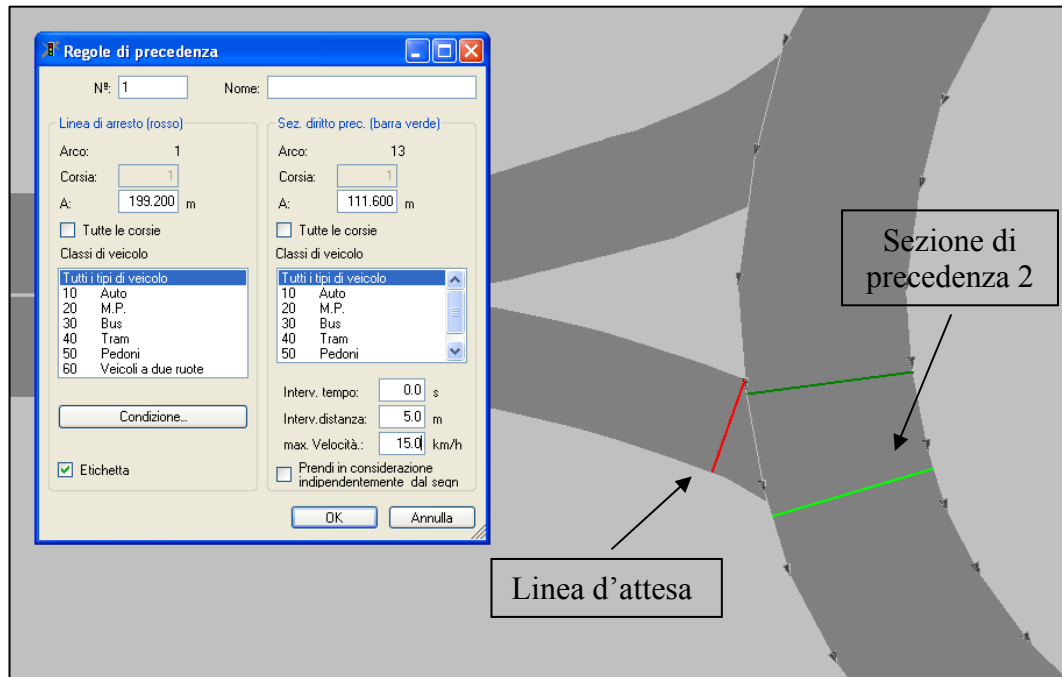 Regole di precedenza
Nº: 1 Nome:
Linea di arresto (rosso)
Arco: 1
Corsia: 1
A: 199.200 m
Tutte le corsie
Classi di veicolo
Tutti i tipi di veicolo
10 Auto
20 M.P.
30 Bus
40 Tram
50 Pedoni
60 Veicoli a due ruote
Condizione...
Etichetta
Sez. diritto prec. (barra verde)
Arco: 13
Corsia: 1
A: 111.600 m
Tutte le corsie
Classi di veicolo
Tutti i tipi di veicolo
10 Auto
20 M.P.
30 Bus
40 Tram
50 Pedoni
Interv. tempo: 0.0 s
Interv.distanza: 5.0 m
max. Velocità.: 15.0 km/h
Prendi in considerazione
indipendentemente dal segn
OK Annulla
Sezione di
precedenza 2
Linea d’attesa